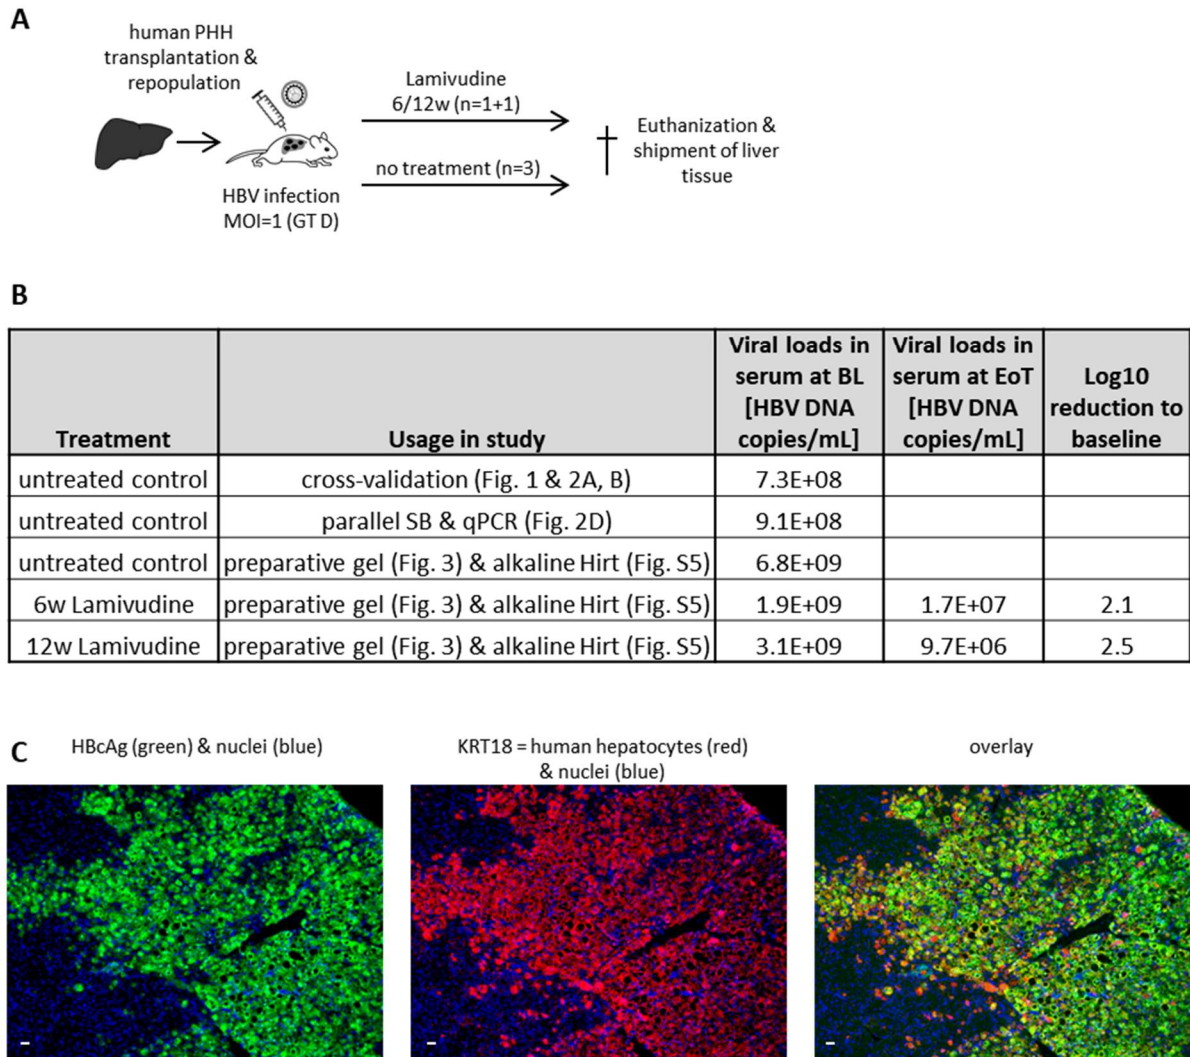 A
human PHH
transplantation &
repopulation
HBV infection
MOI=1 (GT D)
Lamivudine
6/12w (n=1+1)
no treatment (n=3)
Euthanization &
shipment of liver
tissue
B
Treatment
Usage in study
Viral loads in
serum at BL
[HBV DNA
copies/mL]
Viral loads in
serum at EoT
[HBV DNA
copies/mL]
Log10
reduction to
baseline
untreated control cross-validation (Fig. 1 & 2A, B) 7.3E+08
untreated control parallel SB & qPCR (Fig. 2D) 9.1E+08
untreated control preparative gel (Fig. 3) & alkaline Hirt (Fig. S5) 6.8E+09
6w Lamivudine preparative gel (Fig. 3) & alkaline Hirt (Fig. S5) 1.9E+09 1.7E+07 2.1
12w Lamivudine preparative gel (Fig. 3) & alkaline Hirt (Fig. S5) 3.1E+09 9.7E+06 2.5
C
HBcAg (green) & nuclei (blue)
KRT18 = human hepatocytes (red)
& nuclei (blue)
overlay